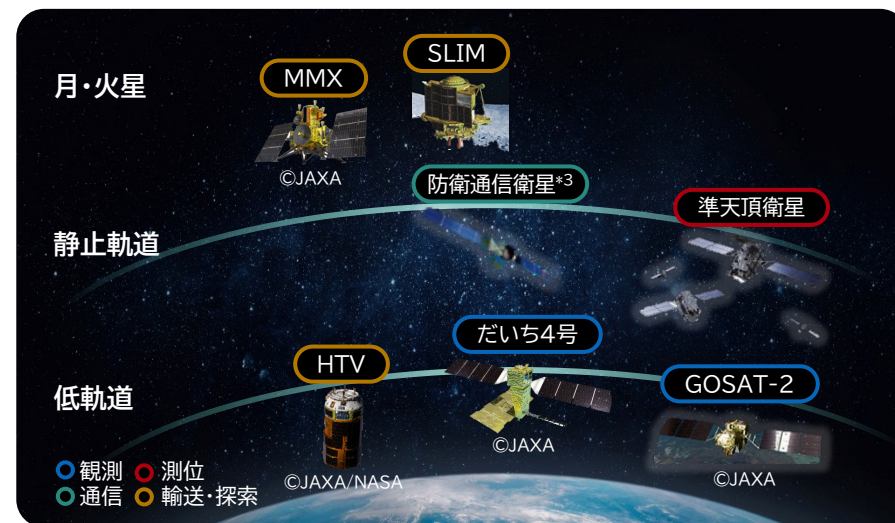 月・火星
MMX
©JAXA
SLIM
静止軌道
防衛通信衛星*3
準天頂衛星
低軌道
HTV
©JAXA/NASA
だいち4号
©JAXA
GOSAT-2
©JAXA
観測 測位
通信 輸送・探索